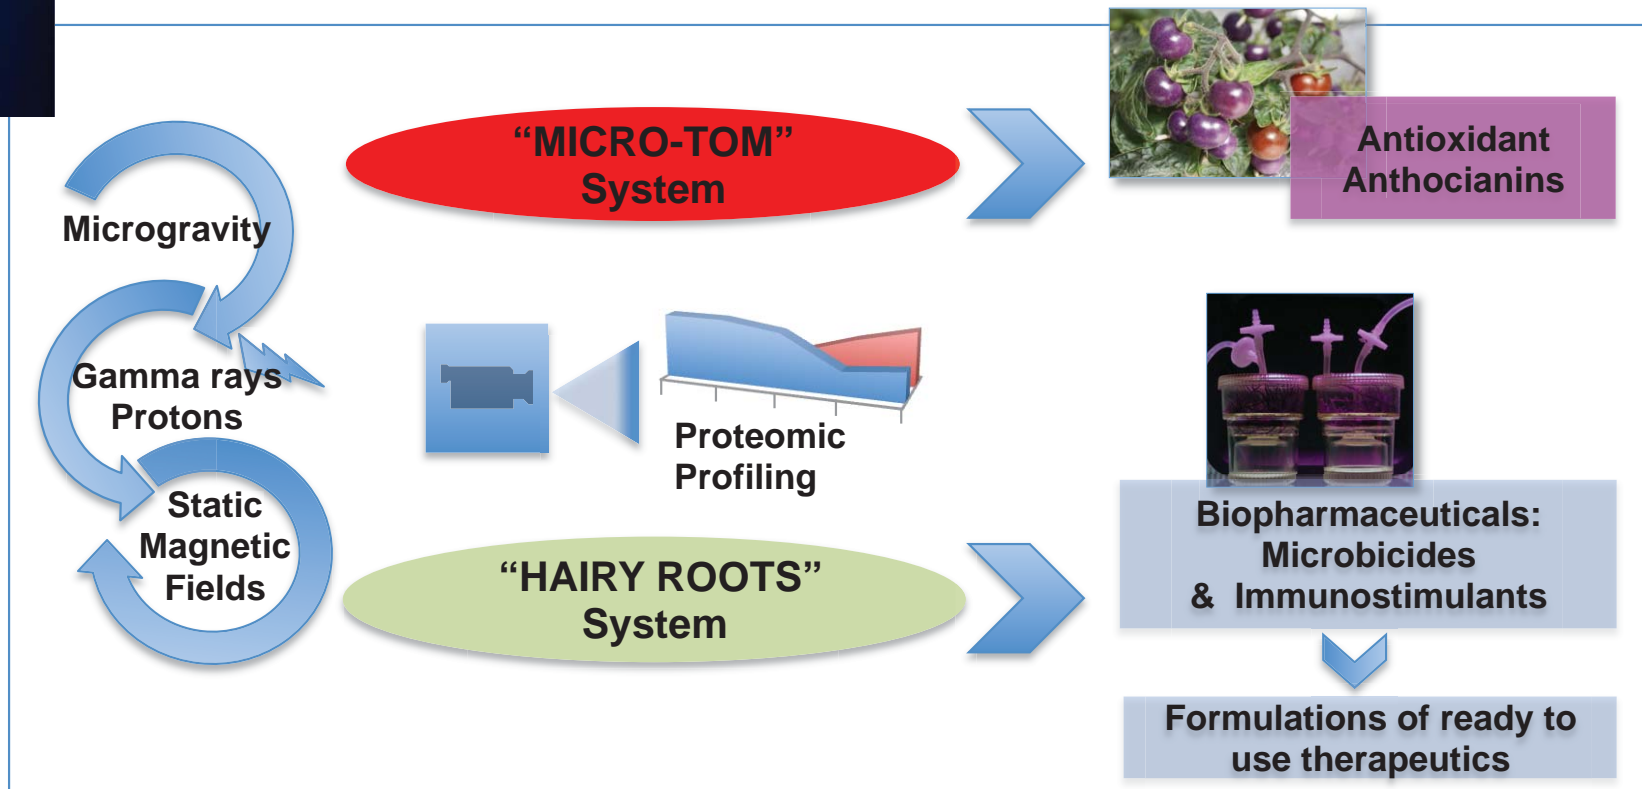 “MICRO-TOM”
System
Antioxidant
Anthocianins
Microgravity
Gamma rays
Protons
Static
Magnetic
Fields
Proteomic
Profiling
“HAIRY ROOTS”
System
Biopharmaceuticals:
Microbicides
& Immunostimulants
Formulations of ready to
use therapeutics